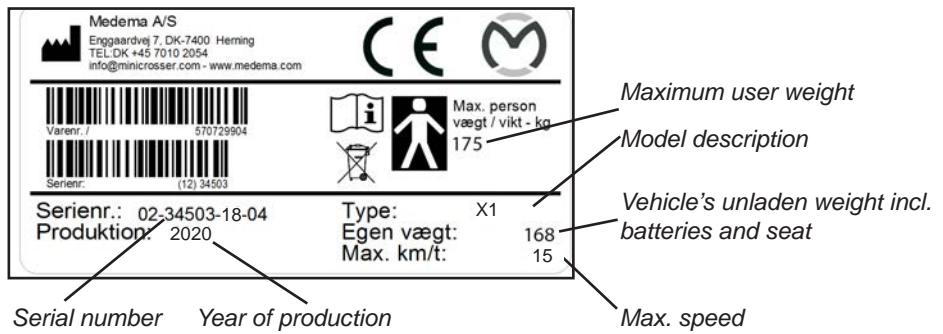 Medema A/S
Enggaardvej 7, DK-7400 Herning
TEL:DK +45 7010 2054
info@minicrosser.com - www.medema.com
CE
Varenr. / 570729904
Serienr: (12) 34503
i
Max. person
vægt / vikt - kg
175
Serienr.: 02-34503-18-04
Produktion: 2020
Type: X1
Egen vægt: 168
Max. km/t: 15
Maximum user weight
Model description
Vehicle's unladen weight incl.
batteries and seat
Serial number
Year of production
Max. speed